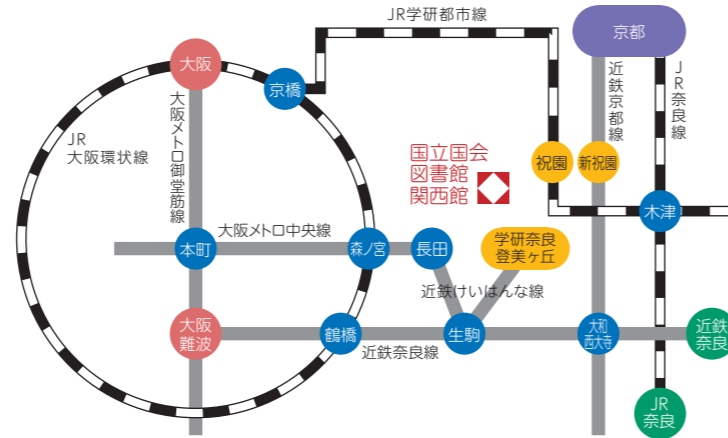 JR学研都市線
京都
大阪
京橋
大阪メトロ御堂筋線
近鉄京都線
JR奈良線
JR
大阪環状線
国立国会
図書館
関西館
祝園
新祝園
木津
大阪メトロ中央線
本町
森ノ宮
長田
学研奈良
登美ヶ丘
近鉄けいはんな線
大阪
難波
鶴橋
近鉄奈良線
生駒
大和
西大寺
近鉄
奈良
JR
奈良